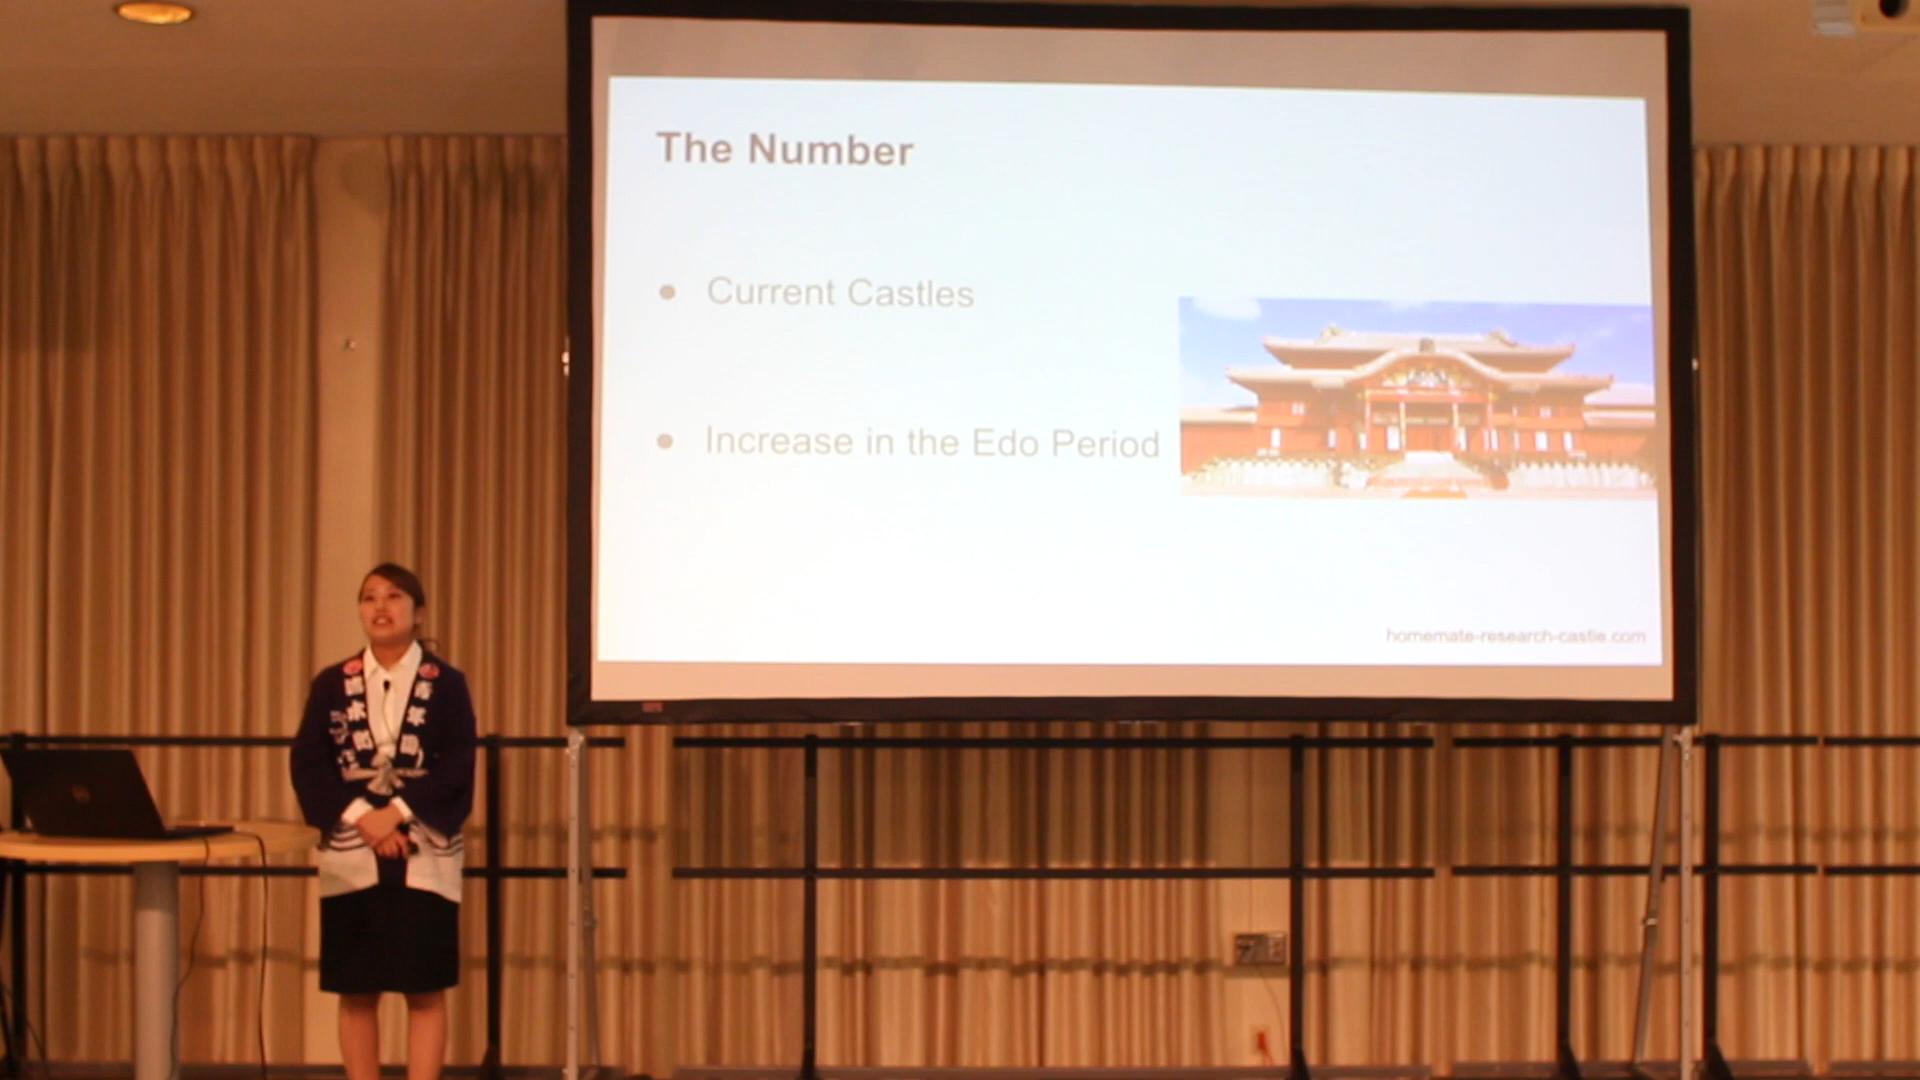 The Number
● Current Castles
● Increase in the Edo Period
homemate-research-castle.com